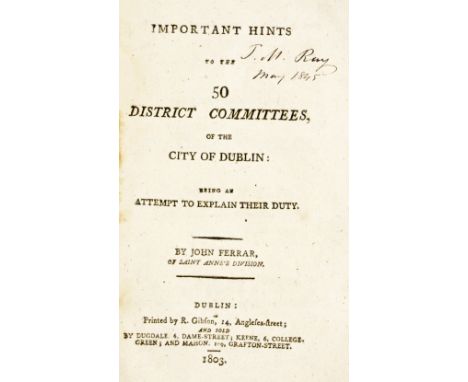 IMPORTANT HINTS
TO THE
T. M. Ray
May 1845
50
DISTRICT COMMITTEES,
OF THE
CITY OF DUBLIN:
BEING AN
ATTEMPT TO EXPLAIN THEIR DUTY.
BY JOHN FERRAR,
OF SAINT ANNE'S DIVISION.
DUBLIN:
Printed by R. Gibson, 14, Anglesea-street;
AND SOLD
BY DUGDALE 6, DAME-STREET; KEENE, 6, COLLEGE,
GREEN; AND MAHON, 109, GRAFTON-STREET.
1803.